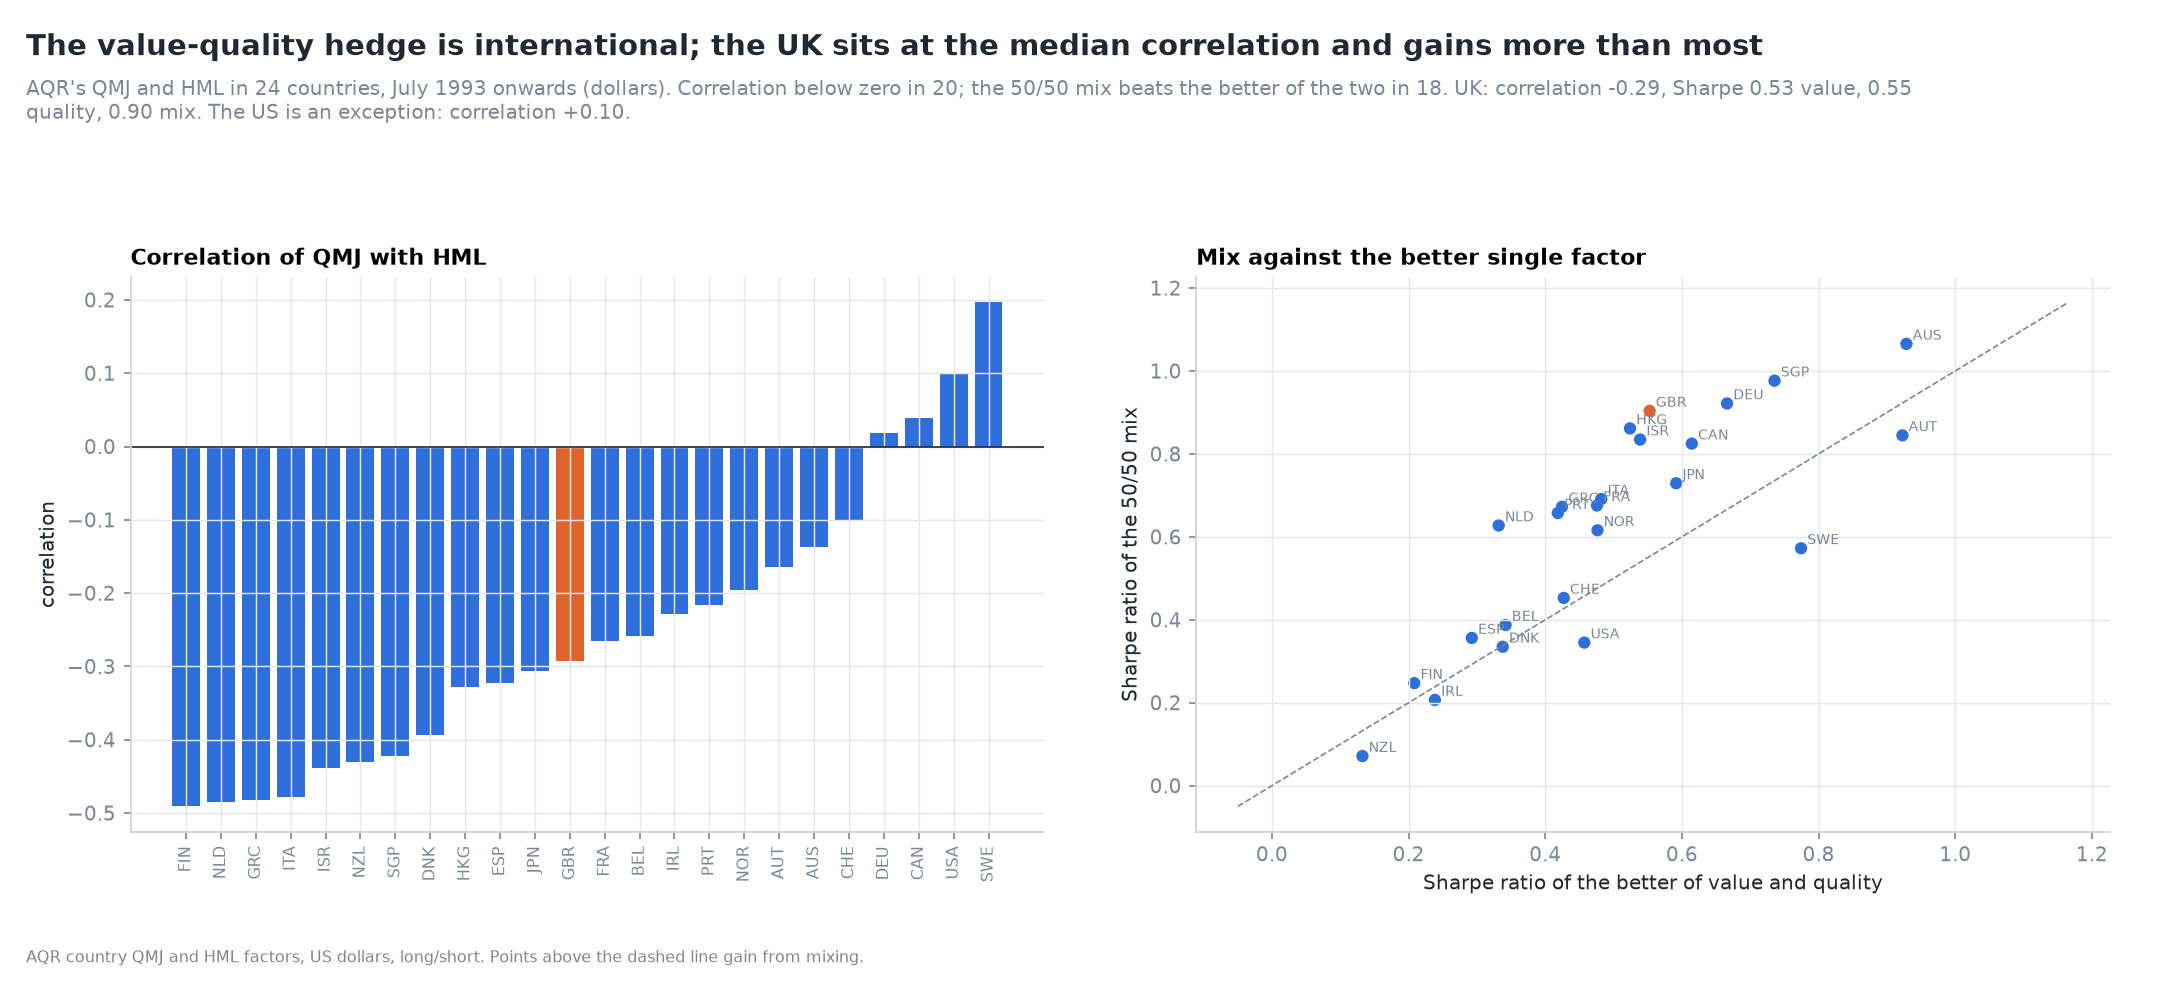 The value-quality hedge is international; the UK sits at the median correlation and gains more than most
AQR's QMJ and HML in 24 countries, July 1993 onwards (dollars). Correlation below zero in 20; the 50/50 mix beats the better of the two in 18. UK: correlation -0.29, Sharpe 0.53 value, 0.55
quality, 0.90 mix. The US is an exception: correlation +0.10.
Correlation of QMJ with HML
correlation
0.2
0.1
0.0
−0.1
−0.2
−0.3
−0.4
−0.5
FIN
NLD
GRC
ITA
ISR
NZL
SGP
DNK
HKG
ESP
JPN
GBR
FRA
BEL
IRL
PRT
NOR
AUT
AUS
CHE
DEU
CAN
USA
SWE
Mix against the better single factor
Sharpe ratio of the 50/50 mix
1.2
1.0
0.8
0.6
0.4
0.2
0.0
AUS
SGP
DEU
GBR
HKG
ISR
CAN
AUT
JPN
ITA
GRC
FRA
PRT
NLD
NOR
SWE
CHE
BEL
ESP
DNK
USA
FIN
IRL
NZL
0.0 0.2 0.4 0.6 0.8 1.0 1.2
Sharpe ratio of the better of value and quality
AQR country QMJ and HML factors, US dollars, long/short. Points above the dashed line gain from mixing.